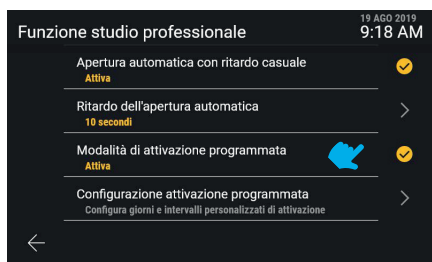 Funzione studio professionale
19 AGO 2019
9:18 AM
Apertura automatica con ritardo casuale
Attiva
Ritardo dell'apertura automatica
10 secondi
Modalità di attivazione programmata
Attiva
Configurazione attivazione programmata
Configura giorni e intervalli personalizzati di attivazione